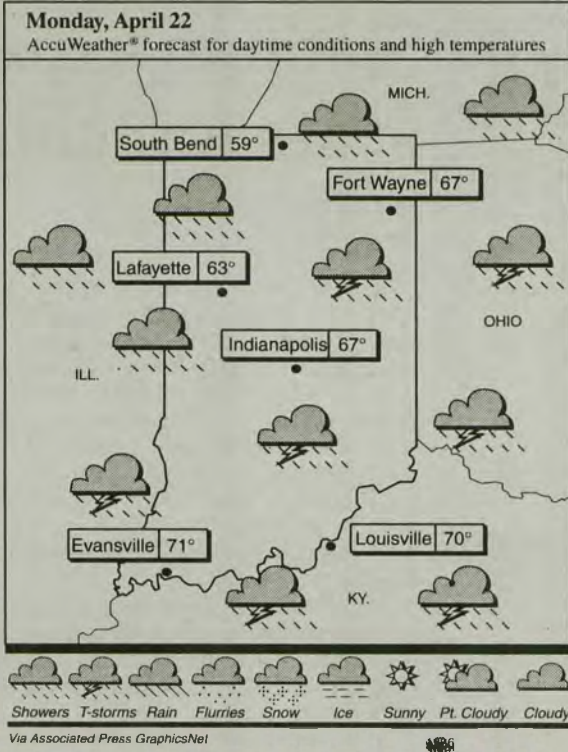 Monday, April 22
AccuWeather® forecast for daytime conditions and high temperatures
MICH.
South Bend 59°
Fort Wayne 67°
Lafayette 63°
OHIO
Indianapolis 67°
ILL.
Evansville 71°
Louisville 70°
KY.
Showers T-storms Rain Flurries Snow Ice Sunny Pt. Cloudy Cloudy
Via Associated Press GraphicsNet